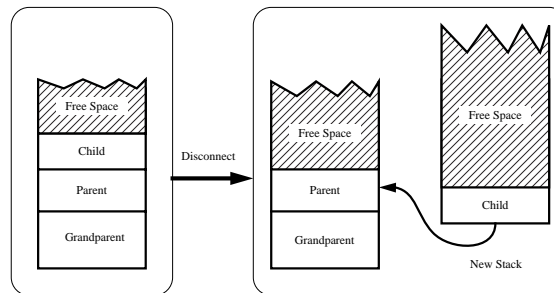 Free Space
Child
Parent
Grandparent
Disconnect
Free Space
Parent
Grandparent
Free Space
Child
New Stack